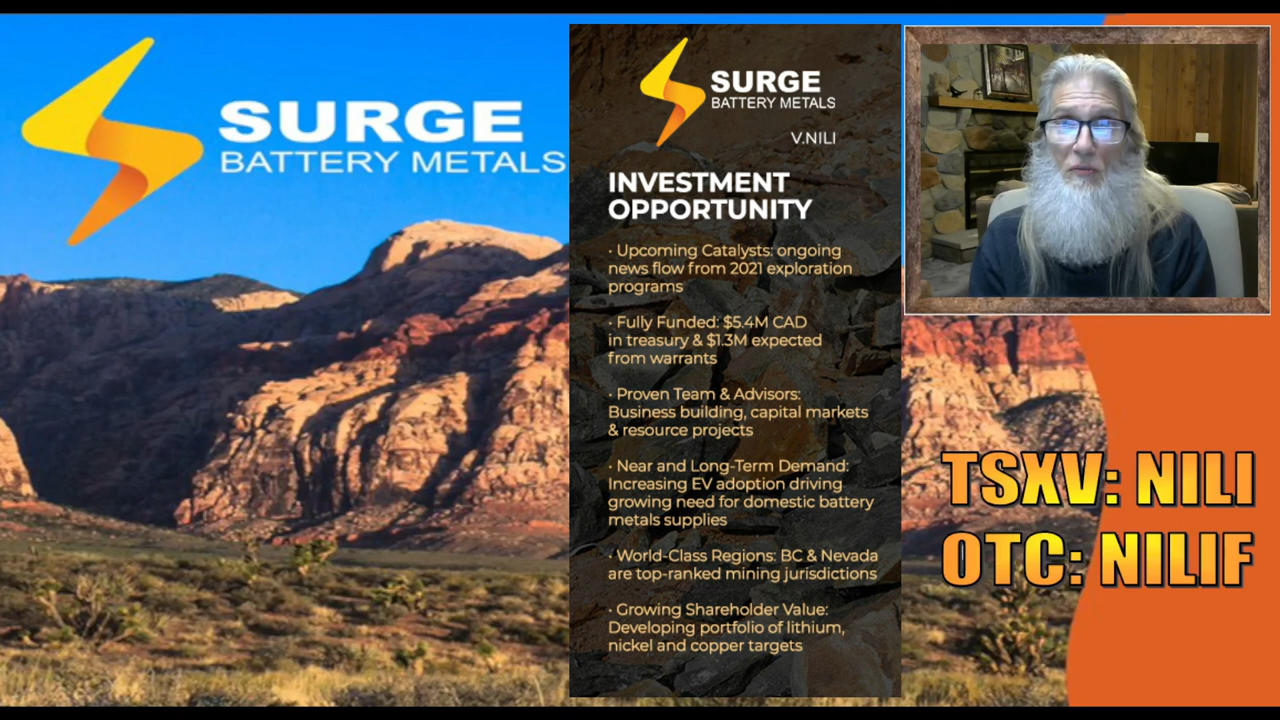 SURGE
BATTERY METALS
SURGE
BATTERY METALS
V.NILI
INVESTMENT
OPPORTUNITY
· Upcoming Catalysts: ongoing
news flow from 2021 exploration
programs
· Fully Funded: $5.4M CAD
in treasury & $1.3M expected
from warrants
· Proven Team & Advisors:
Business building, capital markets
& resource projects
· Near and Long-Term Demand:
Increasing EV adoption driving
growing need for domestic battery
metals supplies
· World-Class Regions: BC & Nevada
are top-ranked mining jurisdictions
· Growing Shareholder Value:
Developing portfolio of lithium,
nickel and copper targets
TSXV: NILI
OTC: NILIF